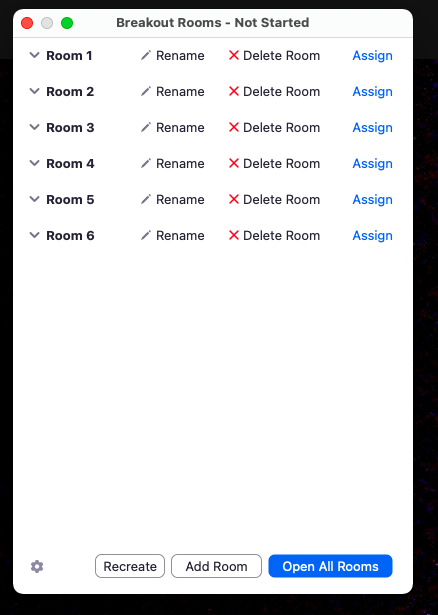 Breakout Rooms - Not Started
Room 1 Rename Delete Room Assign
Room 2 Rename Delete Room Assign
Room 3 Rename Delete Room Assign
Room 4 Rename Delete Room Assign
Room 5 Rename Delete Room Assign
Room 6 Rename Delete Room Assign
Recreate Add Room Open All Rooms